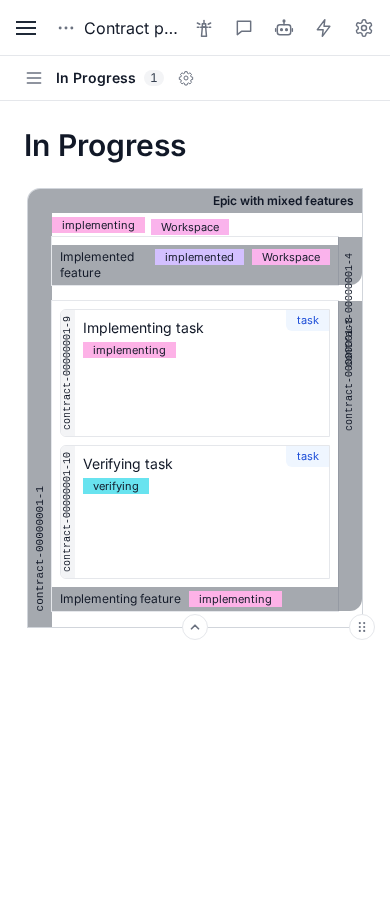 Contract p...
In Progress 1
In Progress
Epic with mixed features
implementing Workspace
Implemented feature
implemented Workspace
contract-00000001-4
contract-00000001-9
Implementing task
task
implementing
contract-00000001-10
Verifying task
task
verifying
contract-00000001-1
Implementing feature implementing